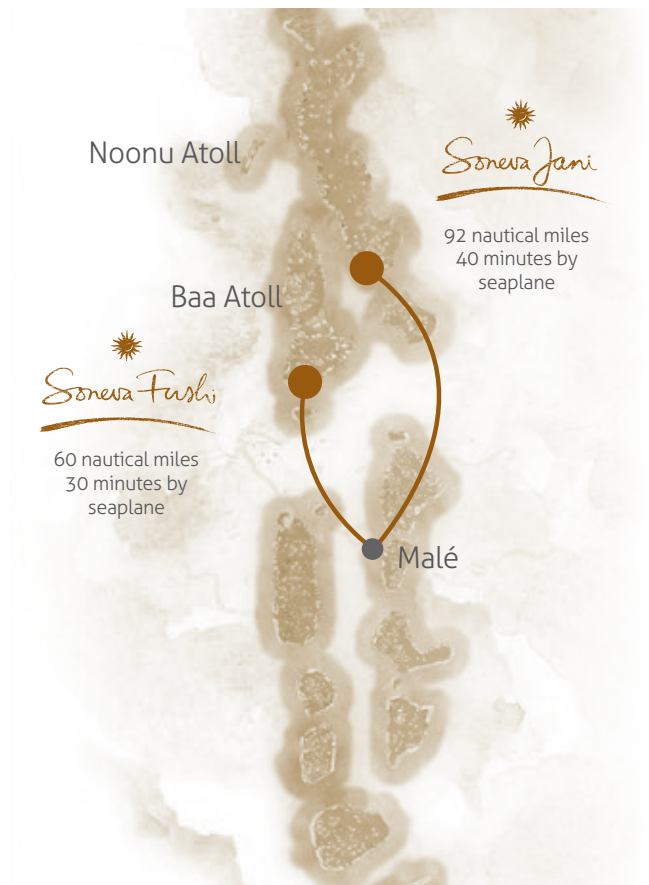 Noonu Atoll
Soneva Jani
92 nautical miles
40 minutes by
seaplane
Baa Atoll
Soneva Fushi
60 nautical miles
30 minutes by
seaplane
Malé